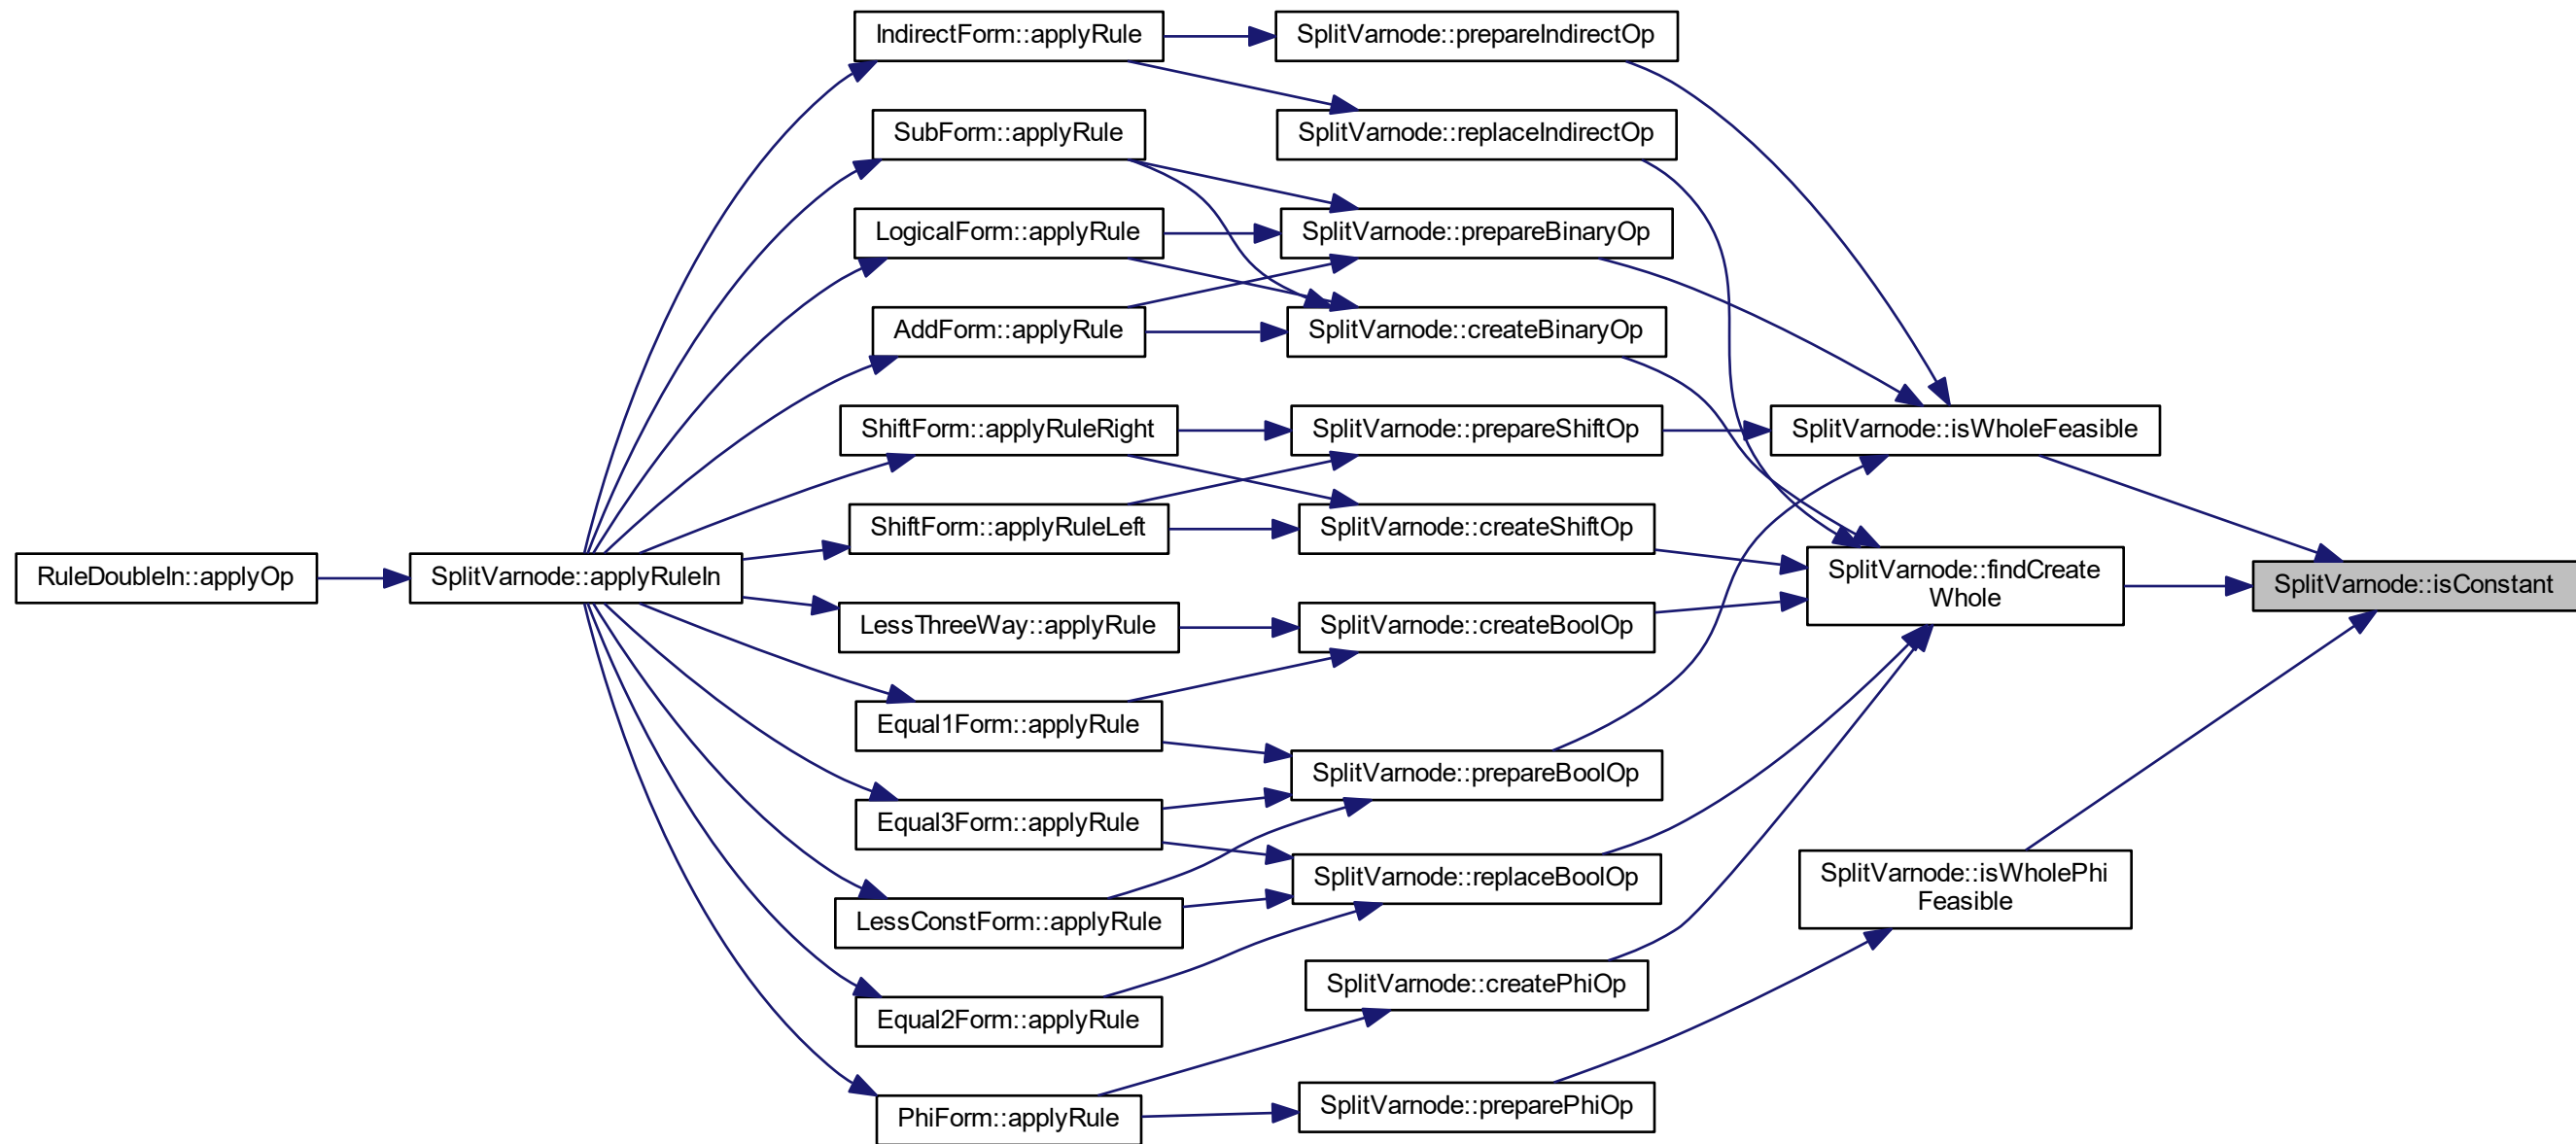 IndirectForm::applyRule
SplitVarnode::prepareIndirectOp
SubForm::applyRule
SplitVarnode::replaceIndirectOp
LogicalForm::applyRule
SplitVarnode::prepareBinaryOp
AddForm::applyRule
SplitVarnode::createBinaryOp
ShiftForm::applyRuleRight
SplitVarnode::prepareShiftOp
SplitVarnode::isWholeFeasible
ShiftForm::applyRuleLeft
SplitVarnode::createShiftOp
RuleDoubleIn::applyOp
SplitVarnode::applyRuleIn
SplitVarnode::findCreate
Whole
SplitVarnode::isConstant
LessThreeWay::applyRule
SplitVarnode::createBoolOp
Equal1Form::applyRule
SplitVarnode::prepareBoolOp
Equal3Form::applyRule
SplitVarnode::replaceBoolOp
SplitVarnode::isWholePhi
Feasible
LessConstForm::applyRule
SplitVarnode::createPhiOp
Equal2Form::applyRule
SplitVarnode::preparePhiOp
PhiForm::applyRule